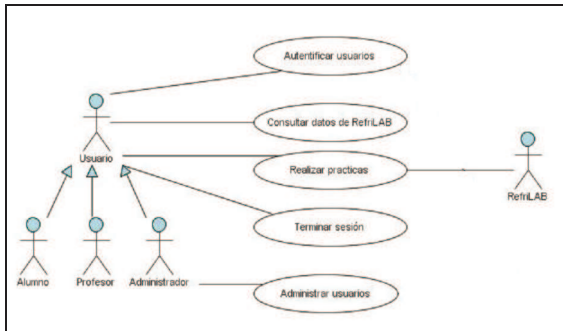 Autentificar usuarios
Consultar datos de RefriLAB
Usuario
Realizar practicas
RefriLAB
Terminar sesión
Alumno
Profesor
Administrador
Administrar usuarios